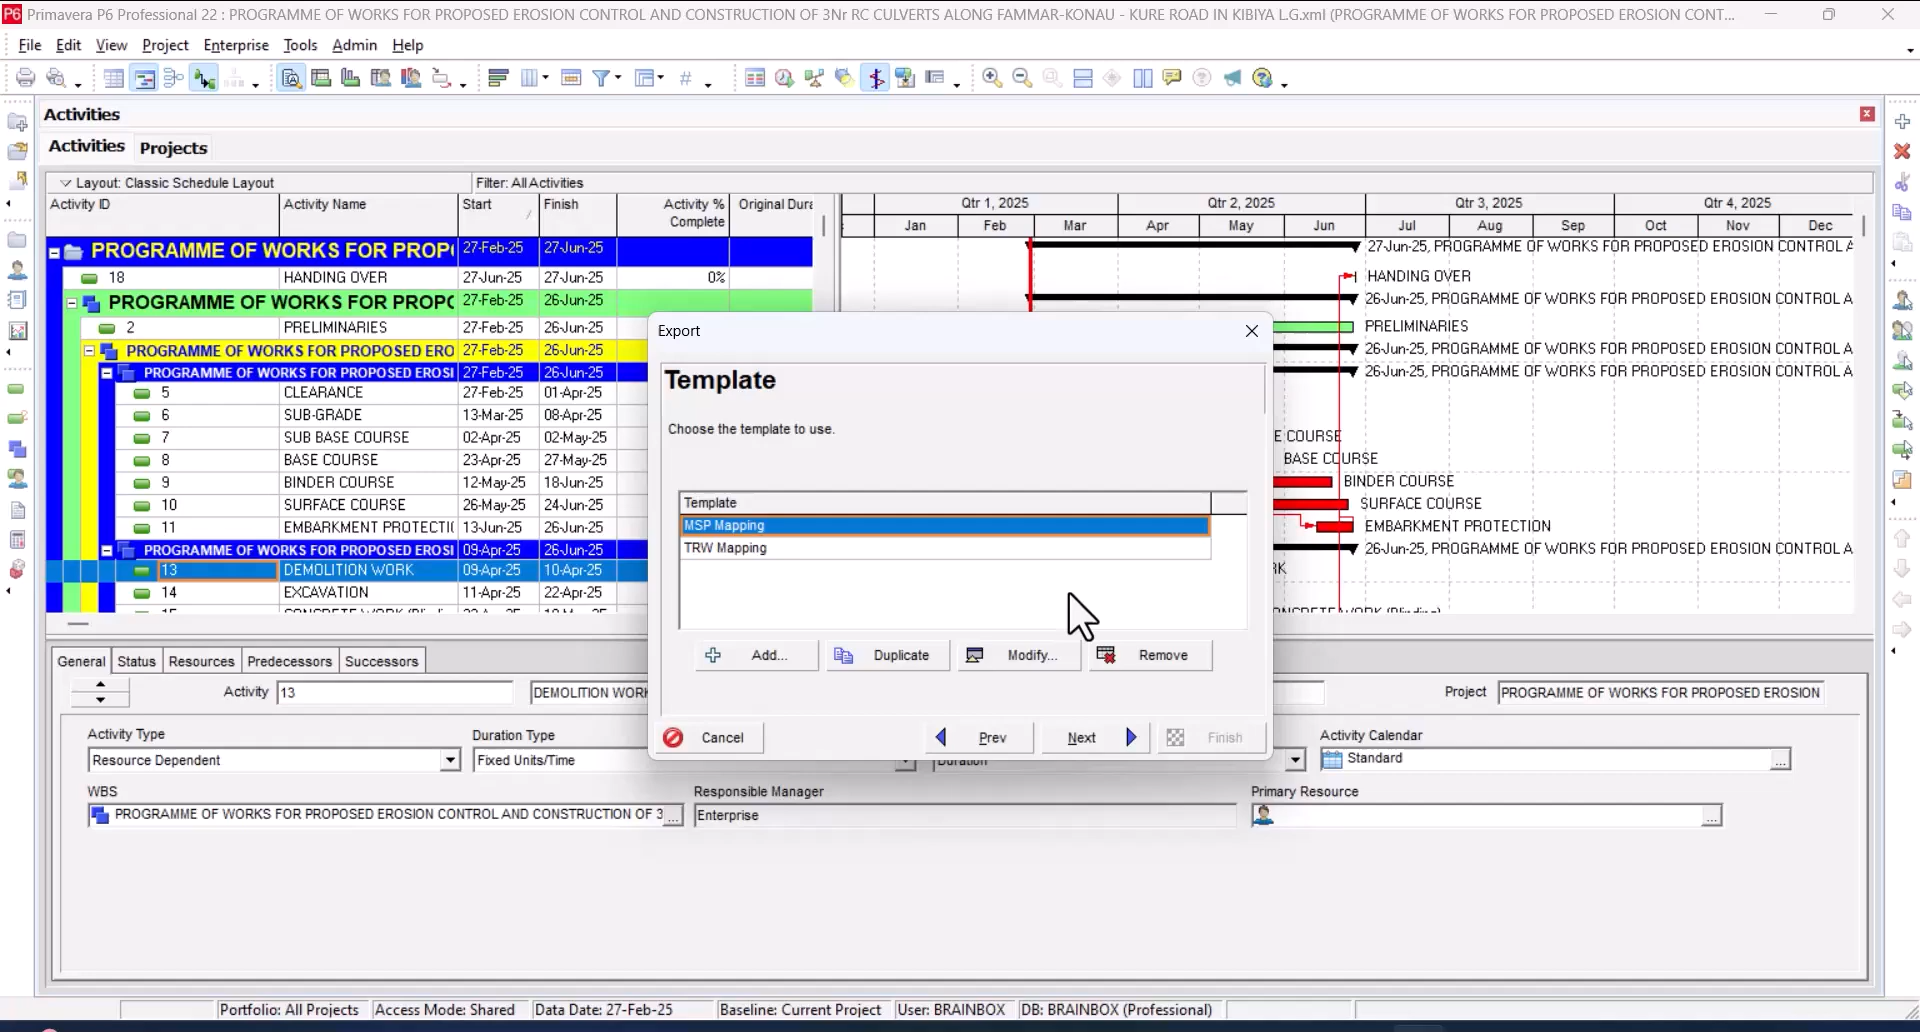 P6 Primavera P6 Professional 22 : PROGRAMME OF WORKS FOR PROPOSED EROSION CONTROL AND CONSTRUCTION OF 3Nr RC CULVERTS ALONG FAMMAR-KONAU - KURE ROAD IN KIBIYA L.G.xml (PROGRAMME OF WORKS FOR PROPOSED EROSION CONT...
File Edit View Project Enterprise Tools Admin Help
Activities
Activities Projects
Layout: Classic Schedule Layout Filter: All Activities
Activity ID Activity Name Start Finish Activity % Complete Original Dura
Qtr 1, 2025 Qtr 2, 2025 Qtr 3, 2025 Qtr 4, 2025
Jan Feb Mar Apr May Jun Jul Aug Sep Oct Nov Dec
PROGRAMME OF WORKS FOR PROP 27-Feb-25 27-Jun-25 27-Jun-25, PROGRAMME OF WORKS FOR PROPOSED EROSION CONTROL A
18 HANDING OVER 27-Jun-25 27-Jun-25 0% HANDING OVER
PROGRAMME OF WORKS FOR PROPO 27-Feb-25 26-Jun-25 26-Jun-25, PROGRAMME OF WORKS FOR PROPOSED EROSION CONTROL A
2 PRELIMINARIES 27-Feb-25 26-Jun-25 PRELIMINARIES
PROGRAMME OF WORKS FOR PROPOSED ERO 27-Feb-25 26-Jun-25 26-Jun-25, PROGRAMME OF WORKS FOR PROPOSED EROSION CONTROL A
PROGRAMME OF WORKS FOR PROPOSED EROSI 27-Feb-25 26-Jun-25 26-Jun-25, PROGRAMME OF WORKS FOR PROPOSED EROSION CONTROL A
5 CLEARANCE 27-Feb-25 01-Apr-25
6 SUB-GRADE 13-Mar-25 08-Apr-25
7 SUB BASE COURSE 02-Apr-25 02-May-25 E COURSE
8 BASE COURSE 23-Apr-25 27-May-25 BASE COURSE
9 BINDER COURSE 12-May-25 18-Jun-25 BINDER COURSE
10 SURFACE COURSE 26-May-25 24-Jun-25 SURFACE COURSE
11 EMBARKMENT PROTECTI 13-Jun-25 26-Jun-25 EMBARKMENT PROTECTION
PROGRAMME OF WORKS FOR PROPOSED EROSI 09-Apr-25 26-Jun-25 26-Jun-25, PROGRAMME OF WORKS FOR PROPOSED EROSION CONTROL A
13 DEMOLITION WORK 09-Apr-25 10-Apr-25 RK
14 EXCAVATION 11-Apr-25 22-Apr-25
Export
Template
Choose the template to use.
Template
MSP Mapping
TRW Mapping
Add... Duplicate Modify... Remove
Cancel Prev Next Finish
General Status Resources Predecessors Successors
Activity 13 DEMOLITION WORK Project PROGRAMME OF WORKS FOR PROPOSED EROSION
Activity Type Duration Type Activity Calendar
Resource Dependent Fixed Units/Time Duration Standard ...
WBS Responsible Manager Primary Resource
PROGRAMME OF WORKS FOR PROPOSED EROSION CONTROL AND CONSTRUCTION OF 3 ... Enterprise ...
Portfolio: All Projects Access Mode: Shared Data Date: 27-Feb-25 Baseline: Current Project User: BRAINBOX DB: BRAINBOX (Professional)